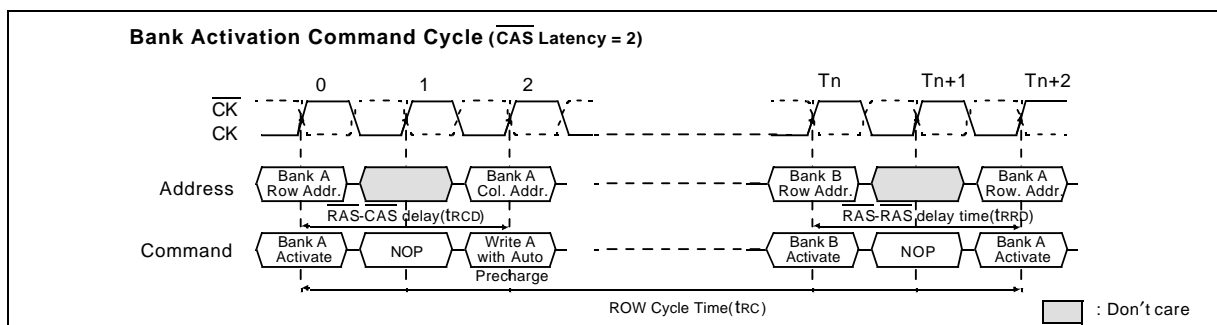 Bank Activation Command Cycle (CAS Latency = 2)
0 1 2 Tn Tn+1 Tn+2
CK
CK
Address
Bank A
Row Addr.
Bank A
Col. Addr.
Bank B
Row Addr.
Bank A
Row. Addr.
RAS-CAS delay(tRCD)
RAS-RAS delay time(tRRD)
Command
Bank A
Activate
NOP
Write A
with Auto
Precharge
Bank B
Activate
NOP
Bank A
Activate
ROW Cycle Time(tRC)
: Don′t care